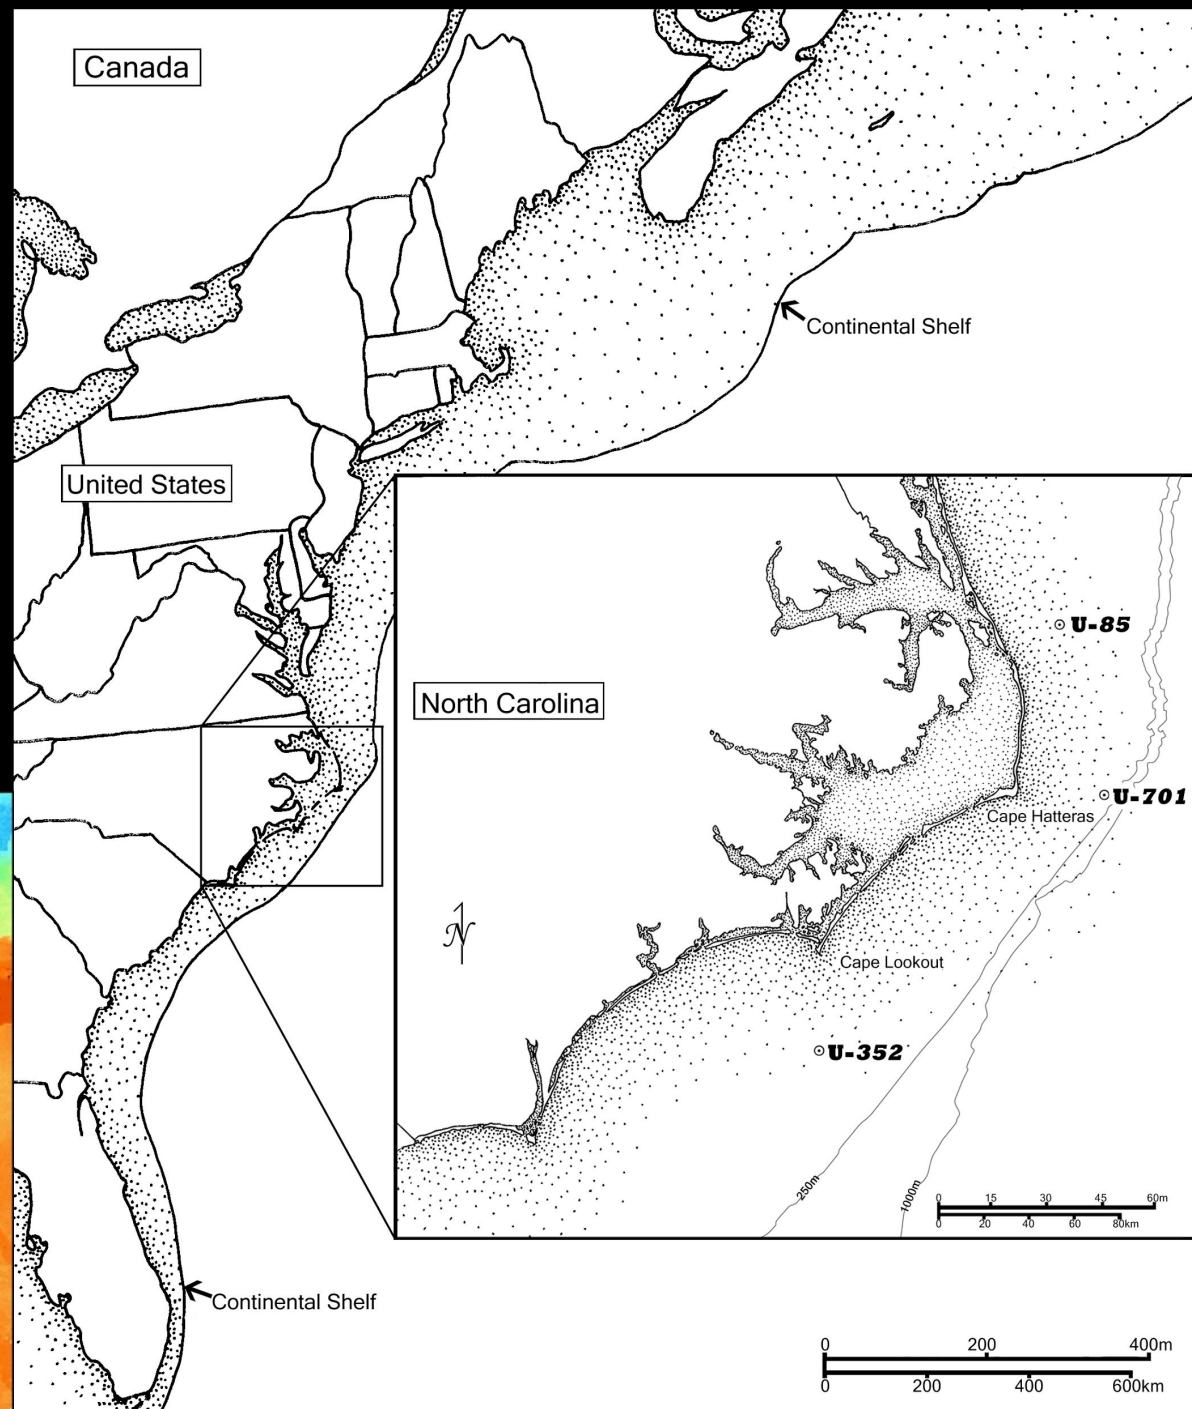 Canada
Continental Shelf
United States
North Carolina
U-85
U-701
Cape Hatteras
N
Cape Lookout
U-352
250m
1000m
0 15 30 45 60m
0 20 40 60 80km
Continental Shelf
0 200 400m
0 200 400 600km